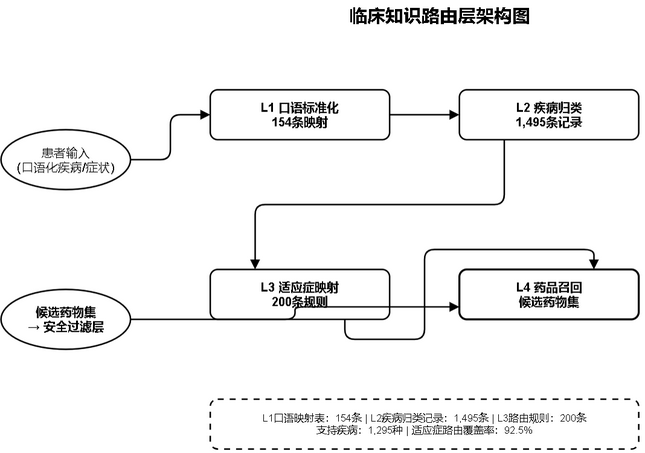 临床知识路由层架构图
L1 口语标准化
154条映射
L2 疾病归类
1,495条记录
患者输入
(口语化疾病/症状)
L3 适应症映射
200条规则
L4 药品召回
候选药物集
候选药物集
→ 安全过滤层
L1口语映射表：154条 | L2疾病归类记录：1,495条 | L3路由规则：200条
支持疾病：1,295种 | 适应症路由覆盖率：92.5%